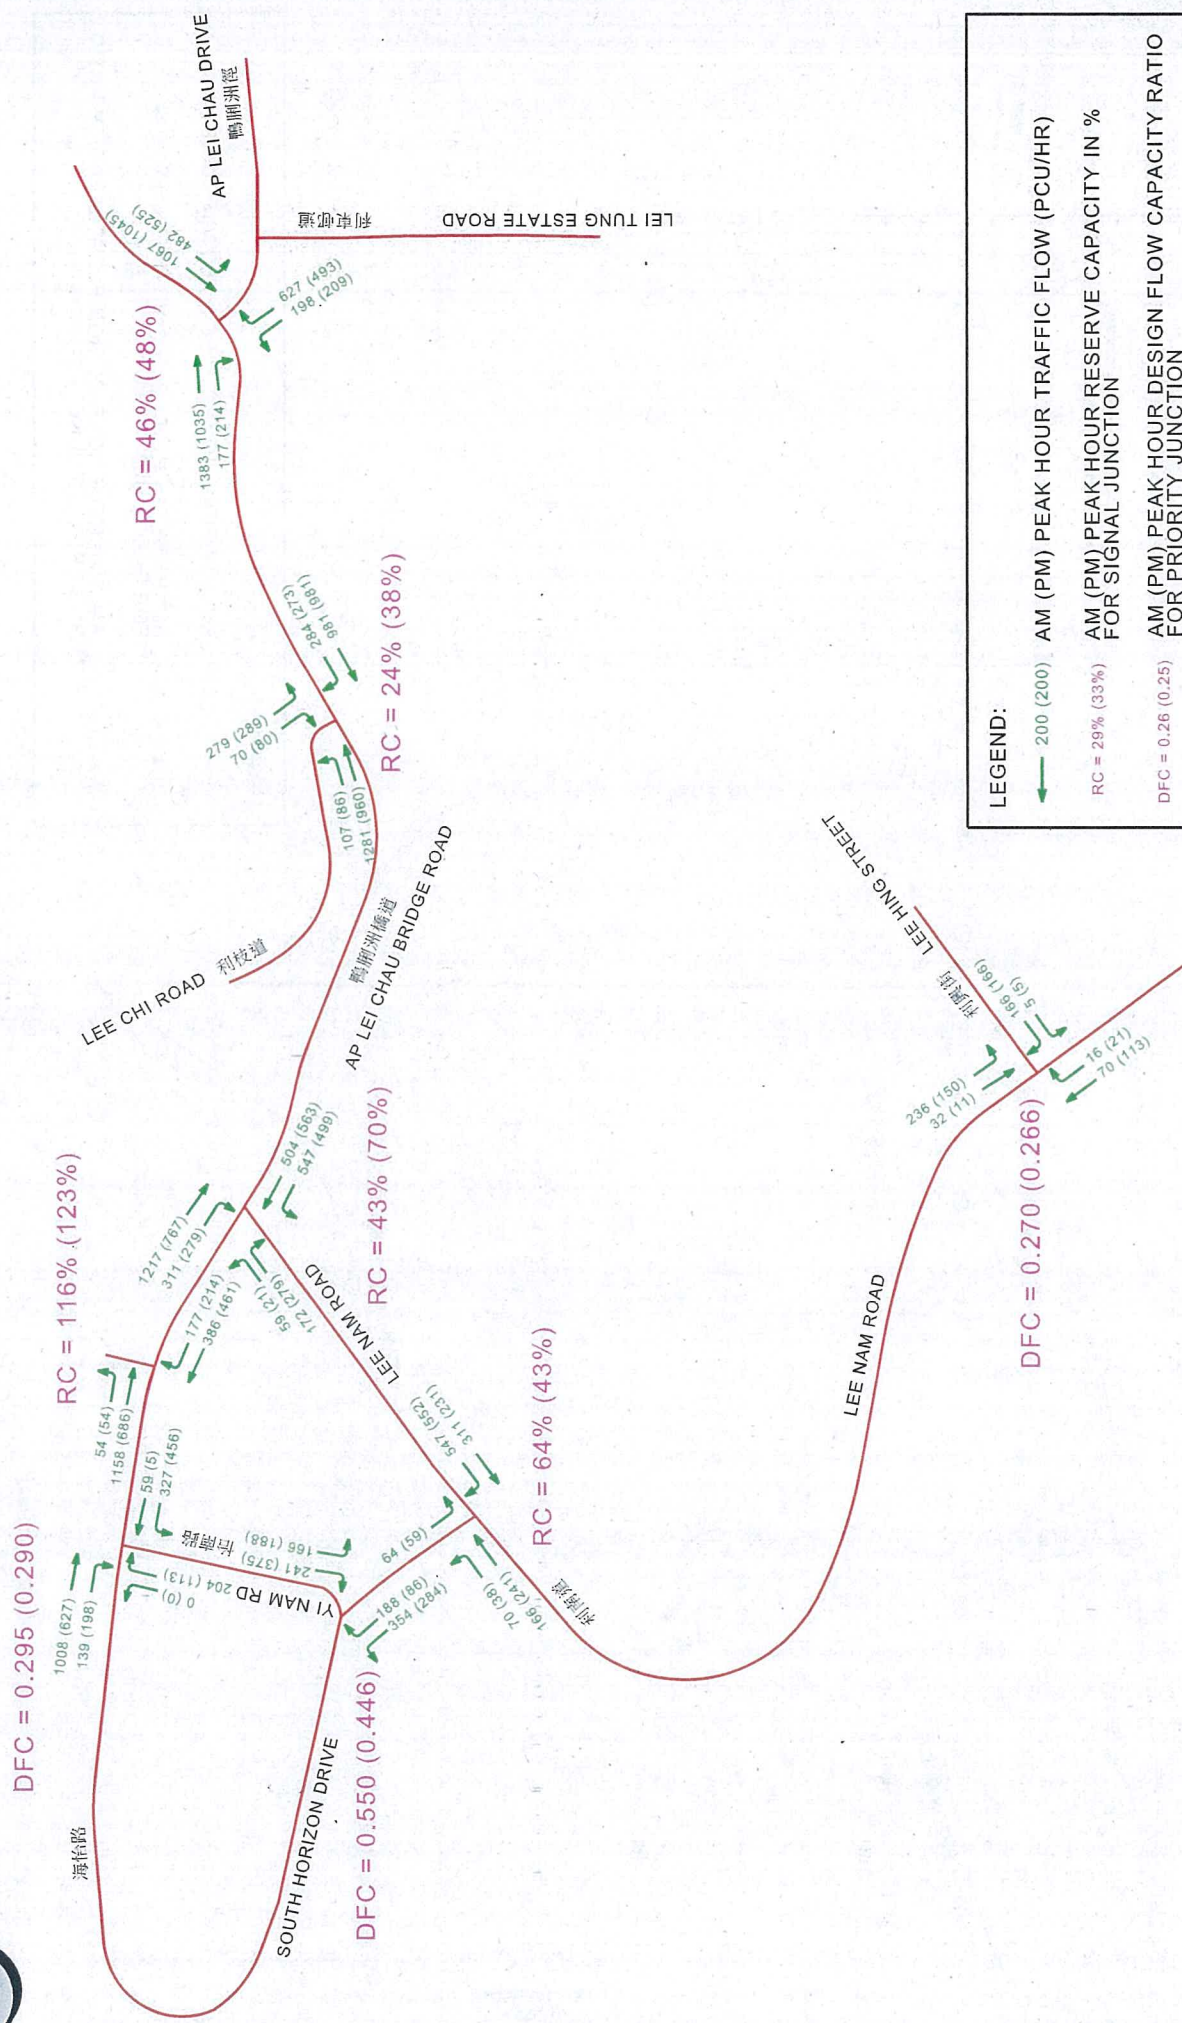 AP LEI CHAU DRIVE
鴨脷洲徑
1067 (1045)
482 (525)
利東邨道
LEI TUNG ESTATE ROAD
627 (493)
198 (209)
RC = 46% (48%)
1383 (1035)
177 (214)
284 (273)
981 (981)
RC = 24% (38%)
279 (289)
70 (80)
107 (86)
1281 (960)
LEE CHI ROAD 利枝道
鴨脷洲橋道
AP LEI CHAU BRIDGE ROAD
504 (563)
547 (499)
RC = 43% (70%)
RC = 116% (123%)
1217 (767)
311 (279)
177 (214)
386 (461)
59 (21)
172 (279)
LEE NAM ROAD
54 (54)
1158 (686)
59 (5)
327 (456)
DFC = 0.295 (0.290)
1008 (627)
139 (198)
怡南路
YI NAM RD
204 (113)
0 (0)
166 (188)
241 (375)
547 (552)
311 (231)
RC = 64% (43%)
64 (59)
188 (86)
354 (284)
70 (38)
166 (241)
利南道
DFC = 0.550 (0.446)
海怡路
SOUTH HORIZON DRIVE
LEE NAM ROAD
利興街 LEE HING STREET
166 (166)
5 (5)
236 (150)
32 (11)
16 (21)
70 (113)
DFC = 0.270 (0.266)
LEGEND:
200 (200) AM (PM) PEAK HOUR TRAFFIC FLOW (PCU/HR)
RC = 29% (33%) AM (PM) PEAK HOUR RESERVE CAPACITY IN %
FOR SIGNAL JUNCTION
DFC = 0.26 (0.25) AM (PM) PEAK HOUR DESIGN FLOW CAPACITY RATIO
FOR PRIORITY JUNCTION